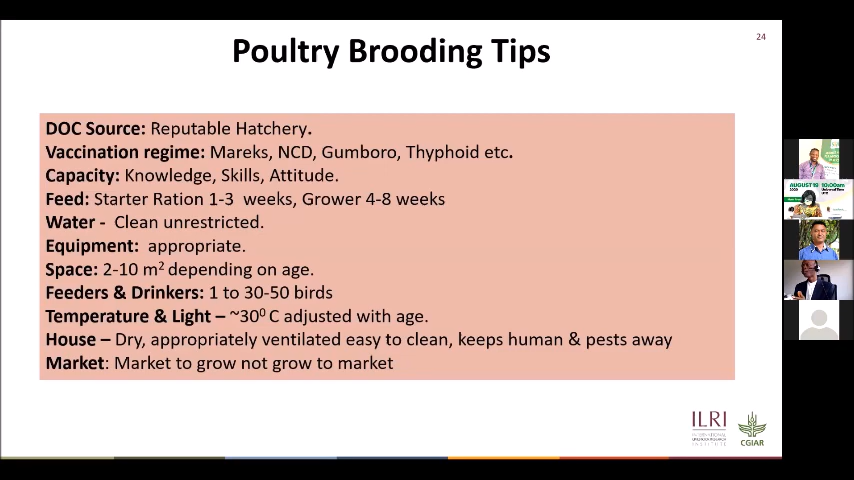 24
Poultry Brooding Tips
DOC Source: Reputable Hatchery.
Vaccination regime: Mareks, NCD, Gumboro, Thyphoid etc.
Capacity: Knowledge, Skills, Attitude.
Feed: Starter Ration 1-3 weeks, Grower 4-8 weeks
Water - Clean unrestricted.
Equipment: appropriate.
Space: 2-10 m² depending on age.
Feeders & Drinkers: 1 to 30-50 birds
Temperature & Light – ~30⁰ C adjusted with age.
House – Dry, appropriately ventilated easy to clean, keeps human & pests away
Market: Market to grow not grow to market
ILRI
INTERNATIONAL
LIVESTOCK RESEARCH
INSTITUTE
CGIAR
AUGUST 19 10:00am